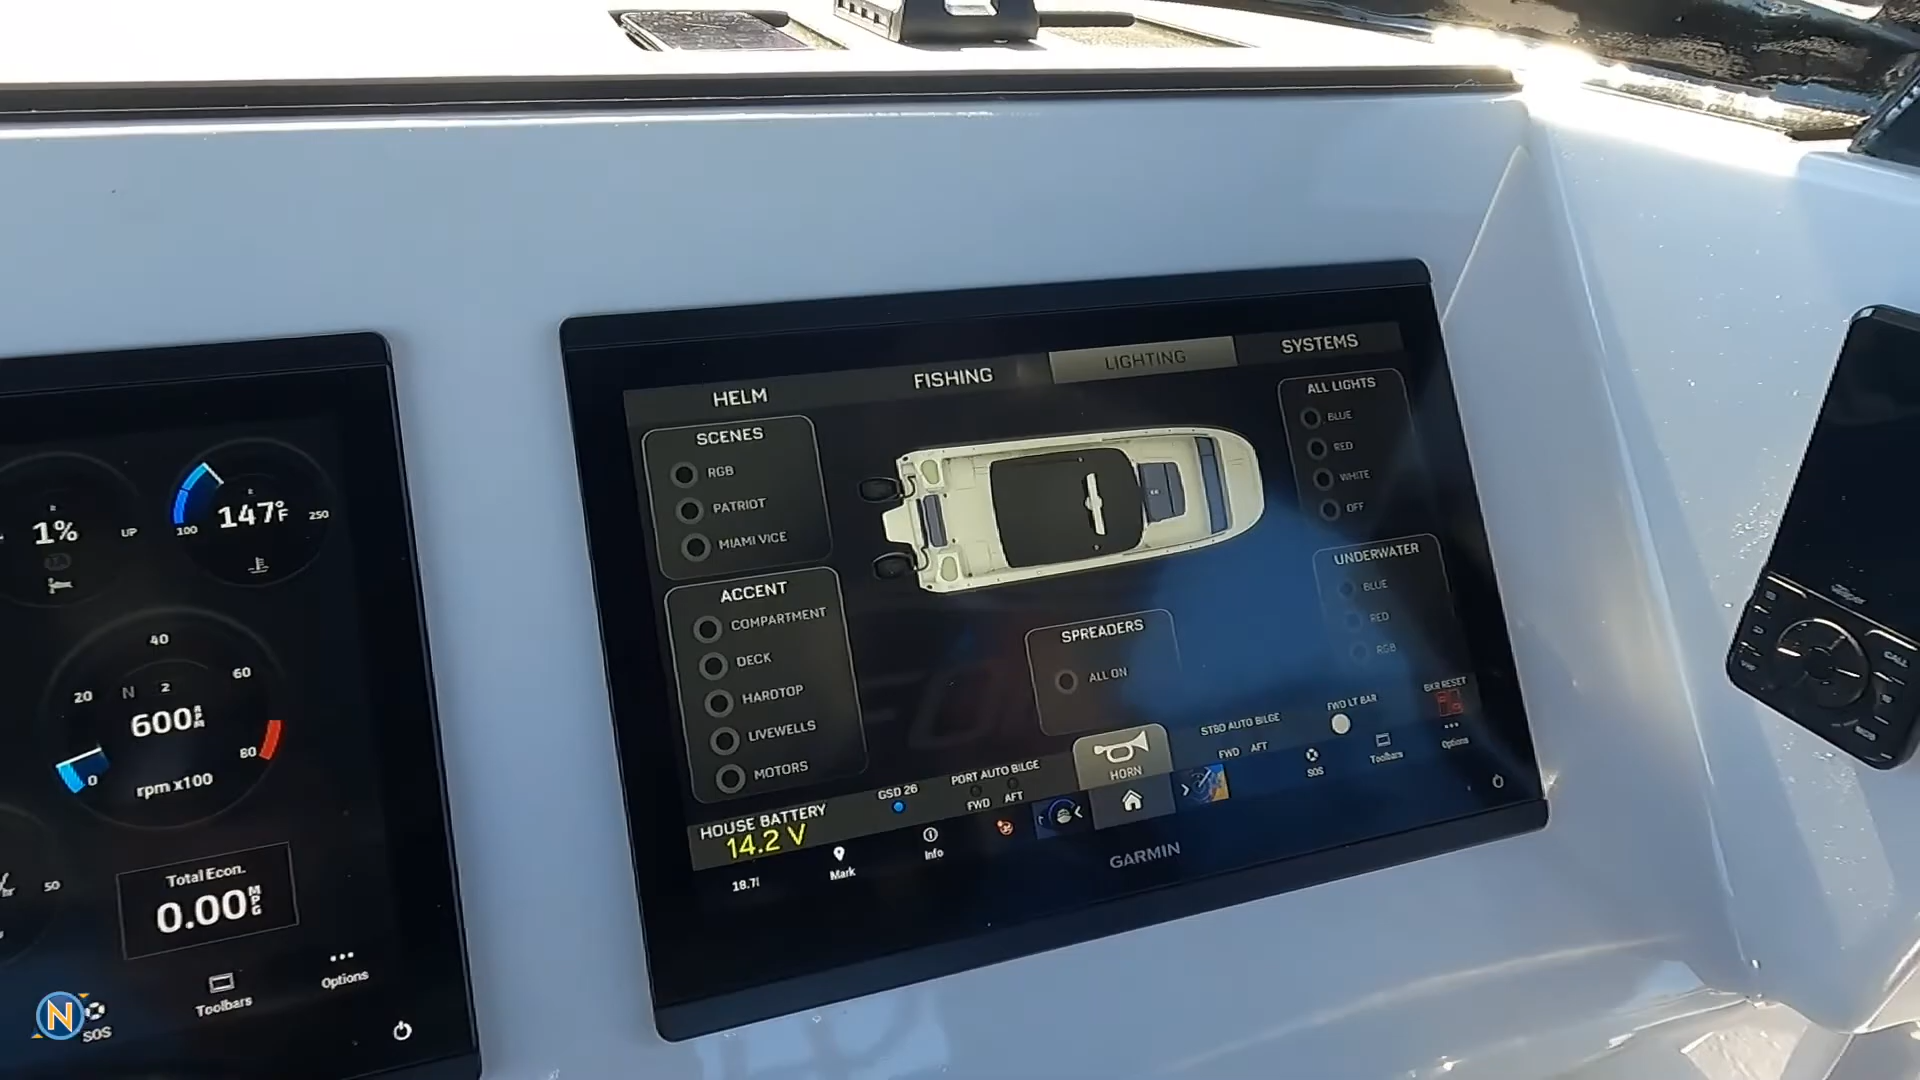 1%
UP
100
147°F
250
40
20
N
2
60
600 RPM
0
80
rpm x100
50
Total Econ.
0.00 MPG
SOS
Toolbars
Options
N
HELM
FISHING
LIGHTING
SYSTEMS
SCENES
RGB
PATRIOT
MIAMI VICE
ACCENT
COMPARTMENT
DECK
HARDTOP
LIVEWELLS
MOTORS
SPREADERS
ALL ON
ALL LIGHTS
BLUE
RED
WHITE
OFF
UNDERWATER
BLUE
RED
RGB
HOUSE BATTERY
14.2 V
GSD 26
PORT AUTO BILGE
FWD AFT
HORN
STBD AUTO BILGE
FWD AFT
FWD LT BAR
BKR RESET
Mark
Info
SOS
Toolbars
Options
GARMIN
CALL